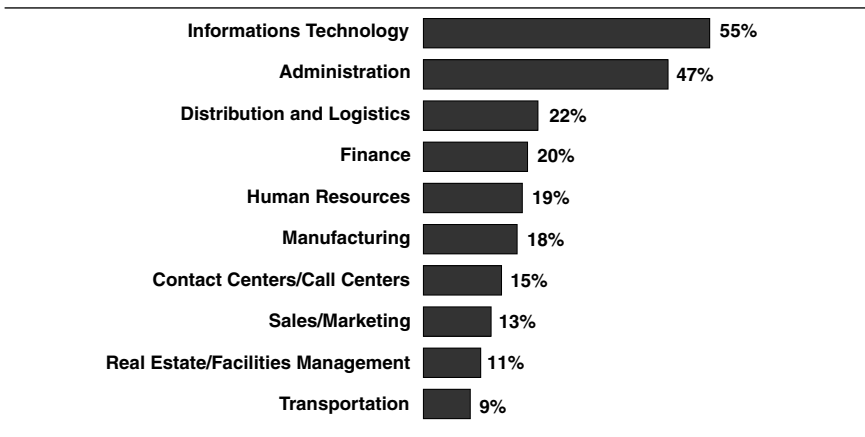 Informations Technology 55%
Administration 47%
Distribution and Logistics 22%
Finance 20%
Human Resources 19%
Manufacturing 18%
Contact Centers/Call Centers 15%
Sales/Marketing 13%
Real Estate/Facilities Management 11%
Transportation 9%